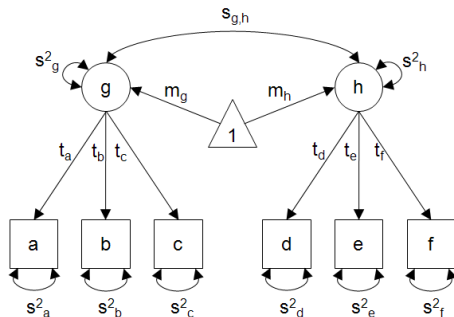 s_{g,h}
s²_g g m_g m_h h s²_h
1
t_a t_b t_c t_d t_e t_f
a b c d e f
s²_a s²_b s²_c s²_d s²_e s²_f